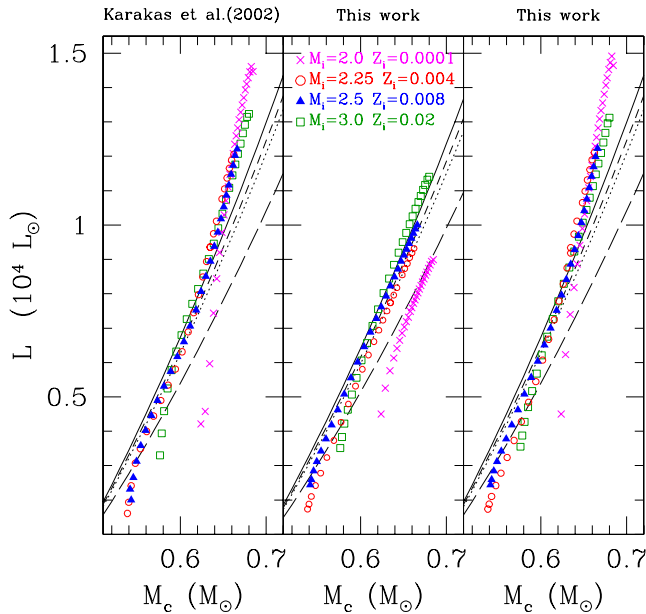 Karakas et al.(2002) This work This work
1.5
× M_i=2.0 Z_i=0.0001
○ M_i=2.25 Z_i=0.004
▲ M_i=2.5 Z_i=0.008
□ M_i=3.0 Z_i=0.02
1
0.5
L (10⁴ L_⊙)
0.6 0.7 0.6 0.7 0.6 0.7
M_c (M_⊙) M_c (M_⊙) M_c (M_⊙)